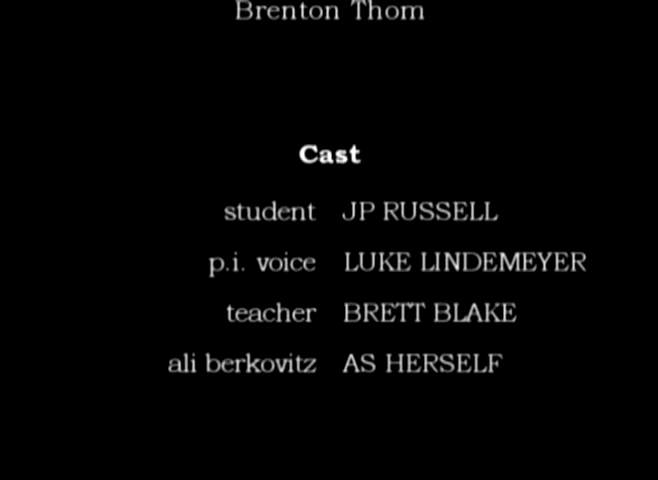 Brenton Thom
Cast
student JP RUSSELL
p.i. voice LUKE LINDEMEYER
teacher BRETT BLAKE
ali berkovitz AS HERSELF